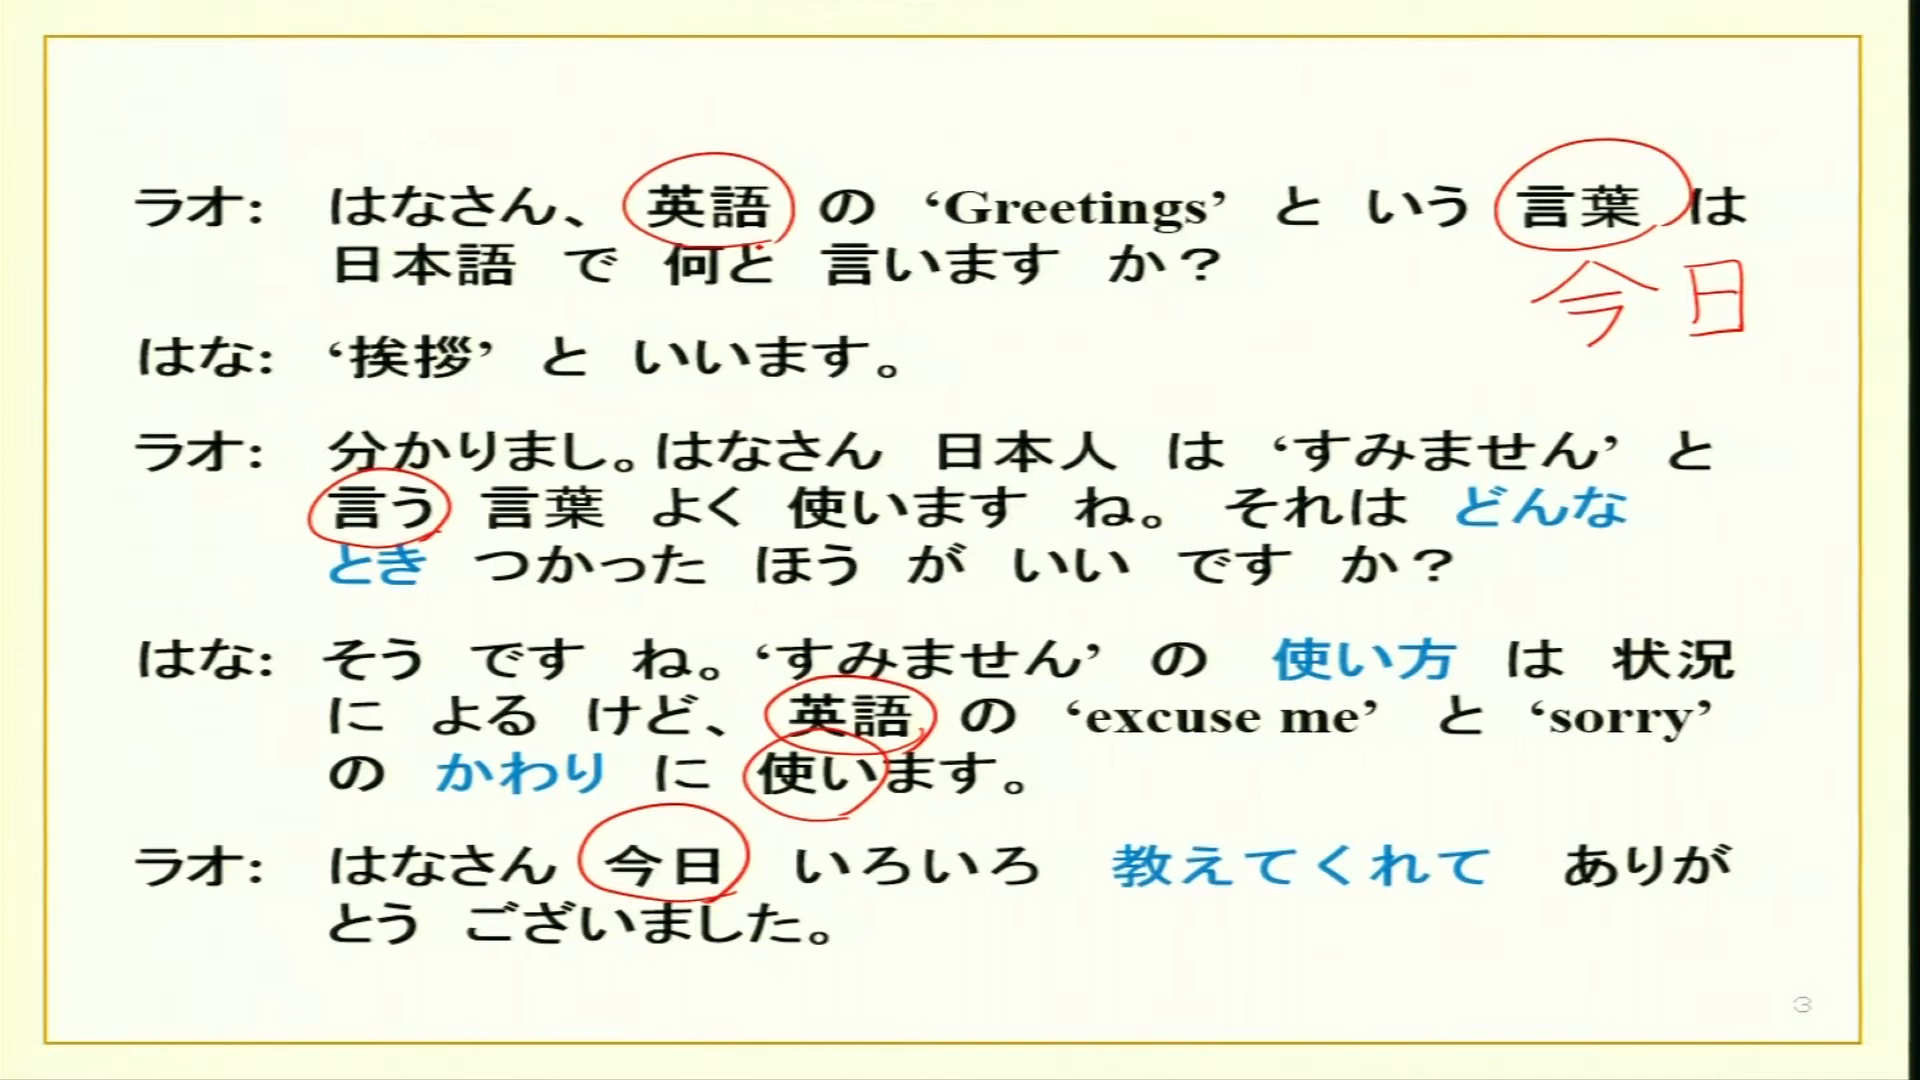 ラオ: はなさん、 英語 の ‘Greetings’ と いう 言葉 は
日本語 で 何と 言います か？
今日
はな: ‘挨拶’ と いいます。
ラオ: 分かりまし。はなさん 日本人 は ‘すみません’ と
言う 言葉 よく 使います ね。 それは どんな
とき つかった ほう が いい です か？
はな: そう です ね。‘すみません’ の 使い方 は 状況
に よる けど、 英語 の ‘excuse me’ と ‘sorry’
の かわり に 使います。
ラオ: はなさん 今日 いろいろ 教えてくれて ありが
とう ございました。
3